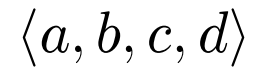 ⟨a, b, c, d⟩